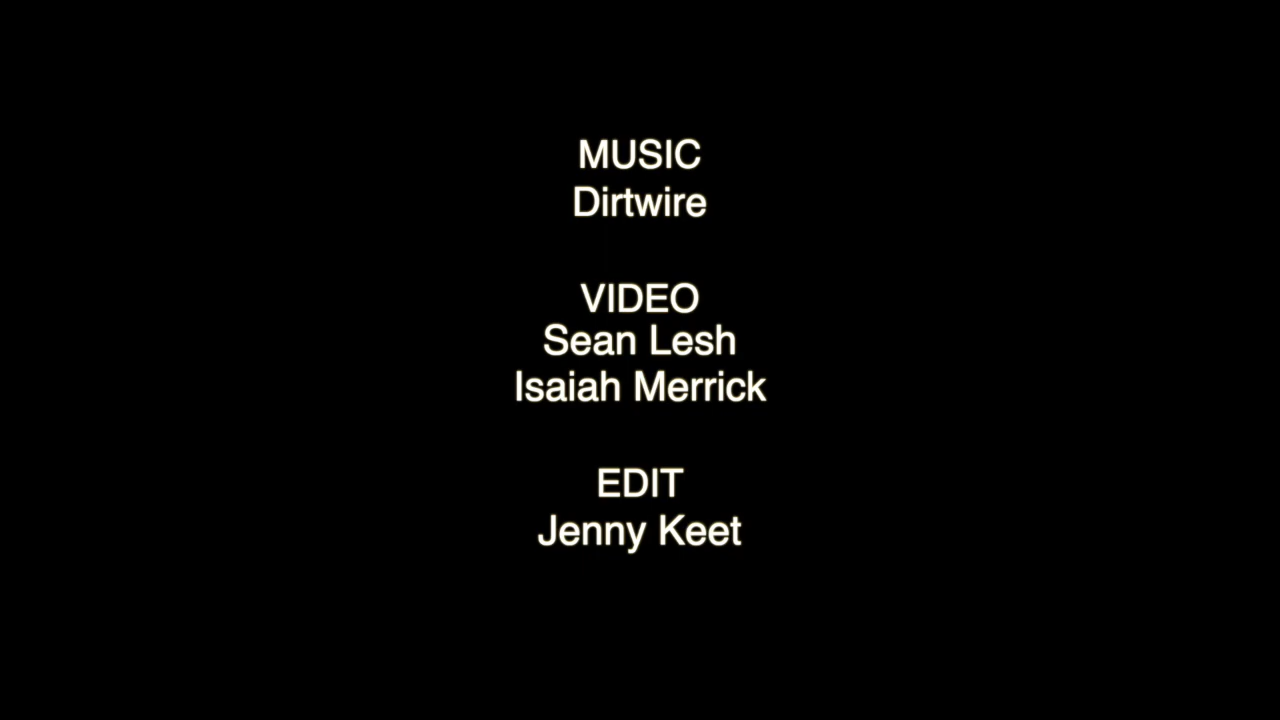 MUSIC
Dirtwire
VIDEO
Sean Lesh
Isaiah Merrick
EDIT
Jenny Keet